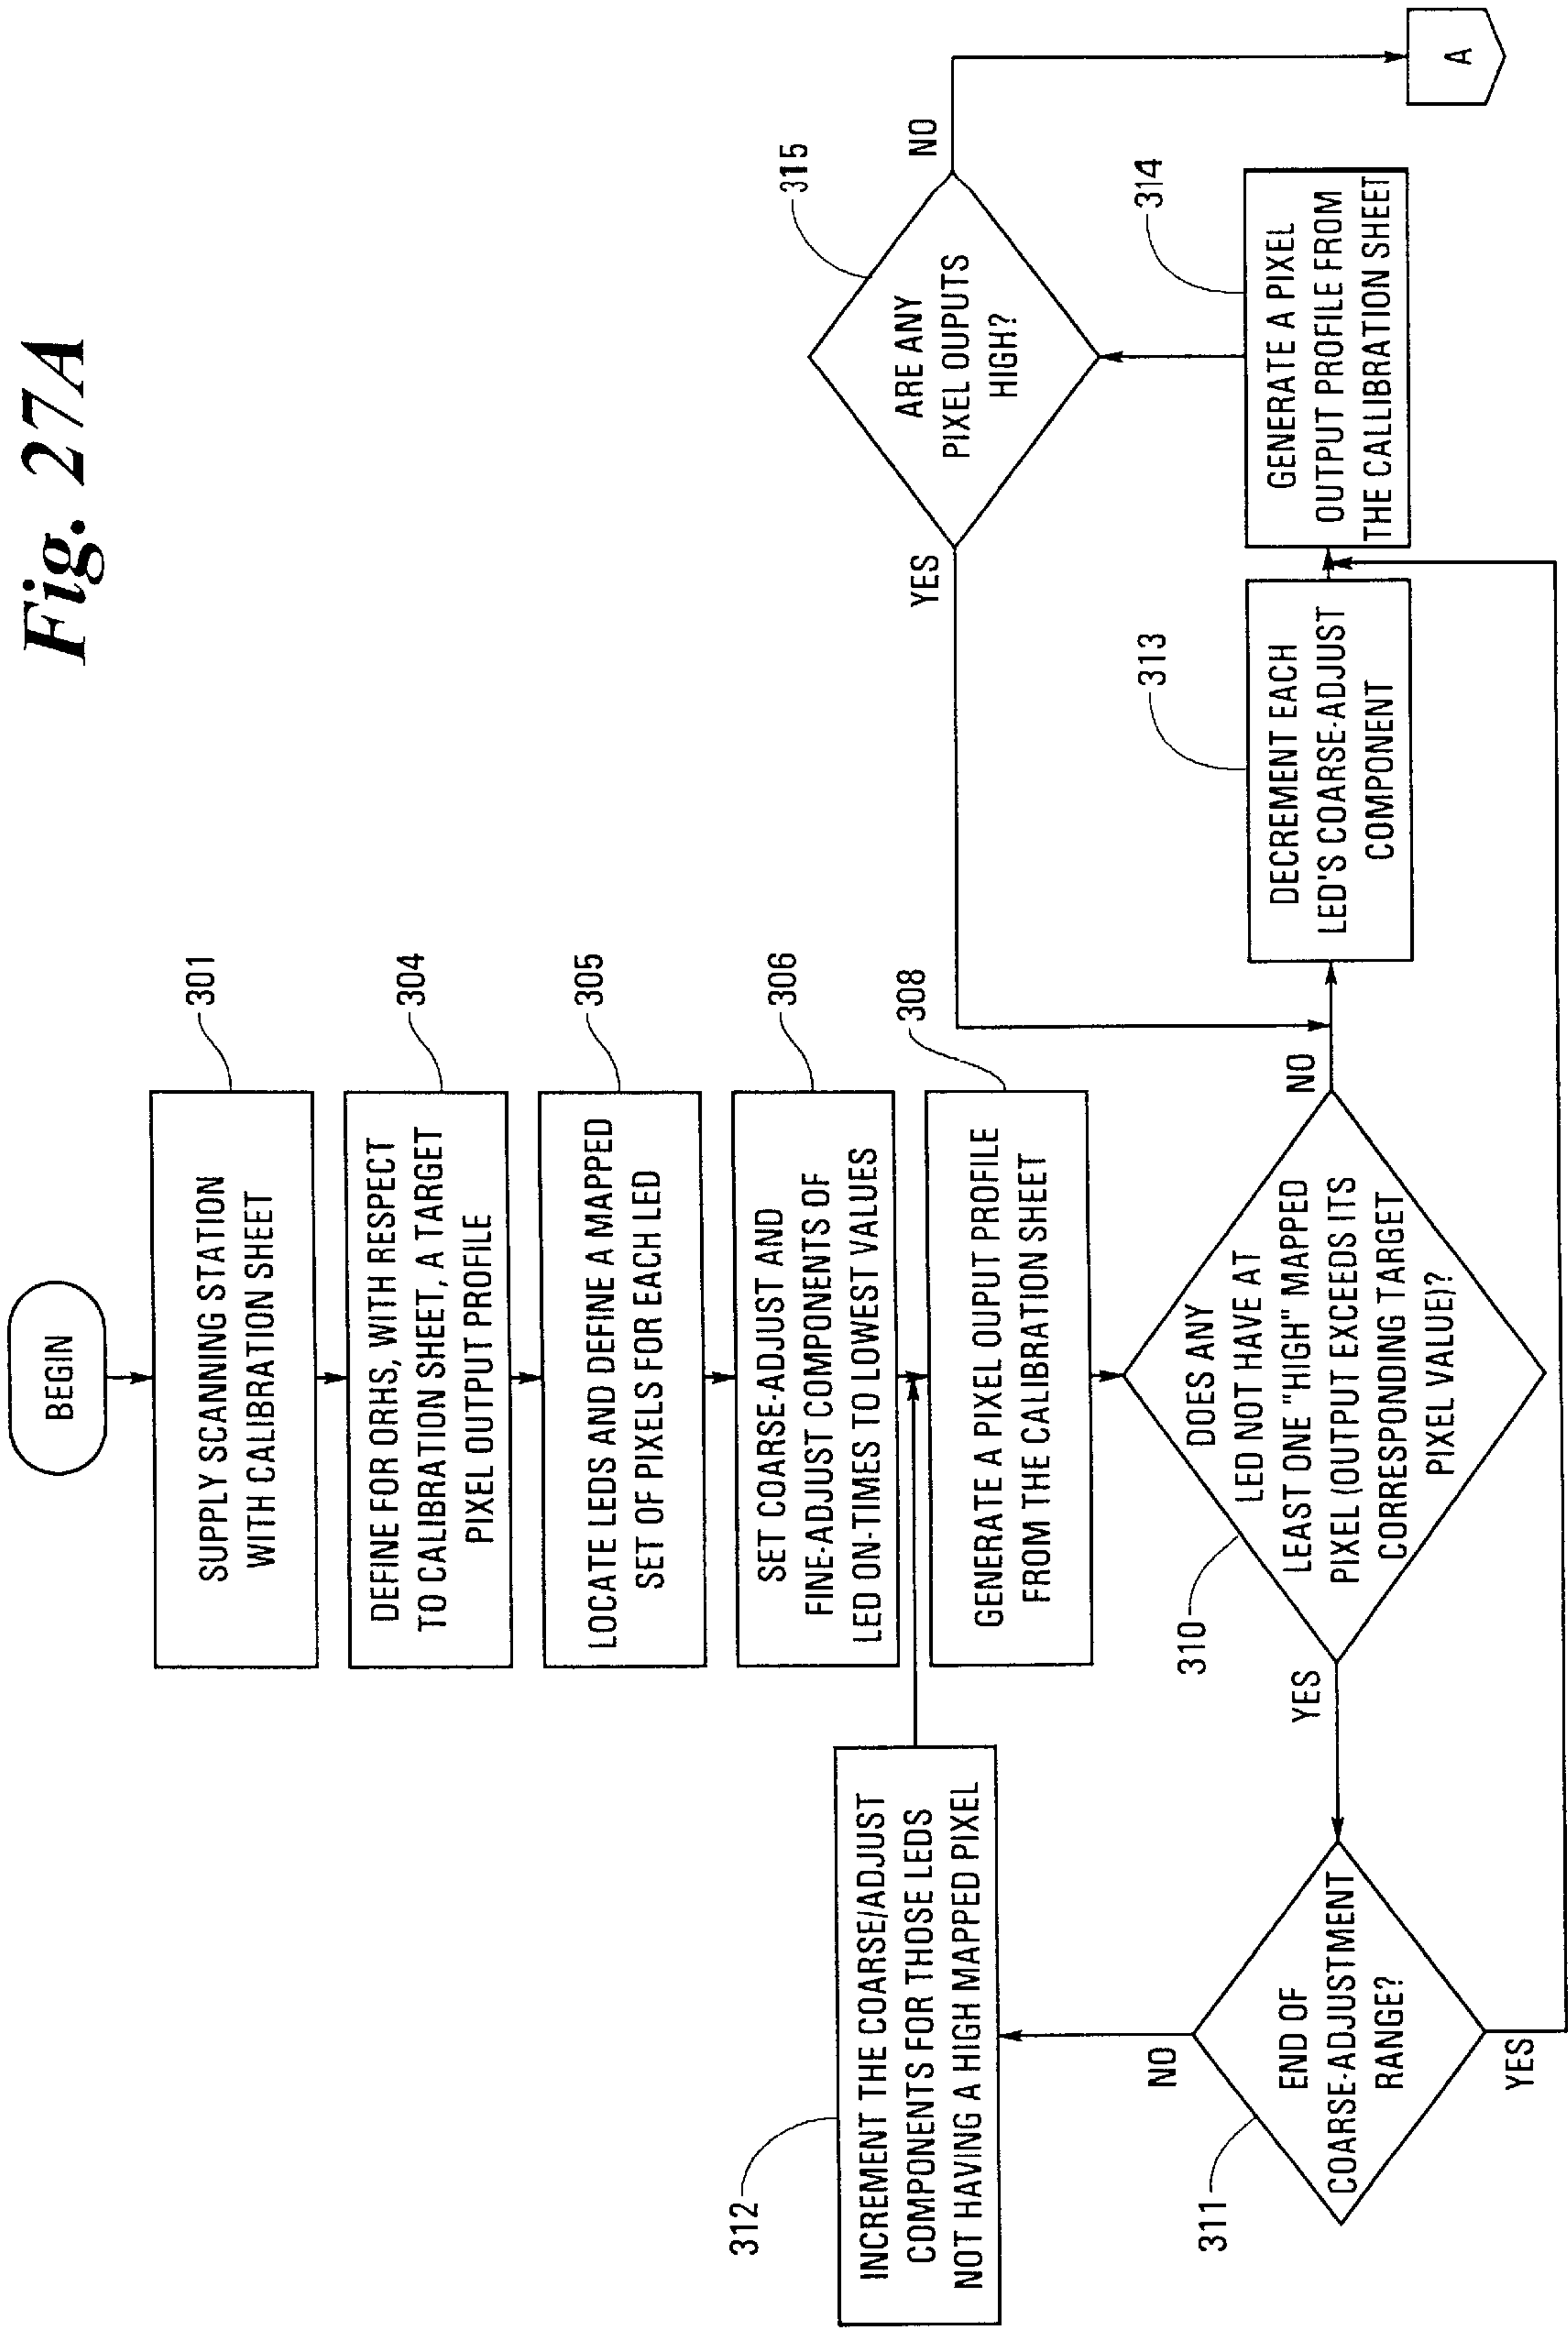 Fig. 27A
BEGIN
SUPPLY SCANNING STATION
WITH CALIBRATION SHEET
301
DEFINE FOR ORHS, WITH RESPECT
TO CALIBRATION SHEET, A TARGET
PIXEL OUTPUT PROFILE
304
LOCATE LEDS AND DEFINE A MAPPED
SET OF PIXELS FOR EACH LED
305
SET COARSE-ADJUST AND
FINE-ADJUST COMPONENTS OF
LED ON-TIMES TO LOWEST VALUES
306
GENERATE A PIXEL OUPUT PROFILE
FROM THE CALIBRATION SHEET
308
DOES ANY
LED NOT HAVE AT
LEAST ONE "HIGH" MAPPED
PIXEL (OUTPUT EXCEEDS ITS
CORRESPONDING TARGET
PIXEL VALUE)?
310
YES
NO
END OF
COARSE-ADJUSTMENT
RANGE?
311
NO
YES
INCREMENT THE COARSE/ADJUST
COMPONENTS FOR THOSE LEDS
NOT HAVING A HIGH MAPPED PIXEL
312
DECREMENT EACH
LED'S COARSE-ADJUST
COMPONENT
313
GENERATE A PIXEL
OUTPUT PROFILE FROM
THE CALLIBRATION SHEET
314
ARE ANY
PIXEL OUPUTS
HIGH?
315
YES
NO
A